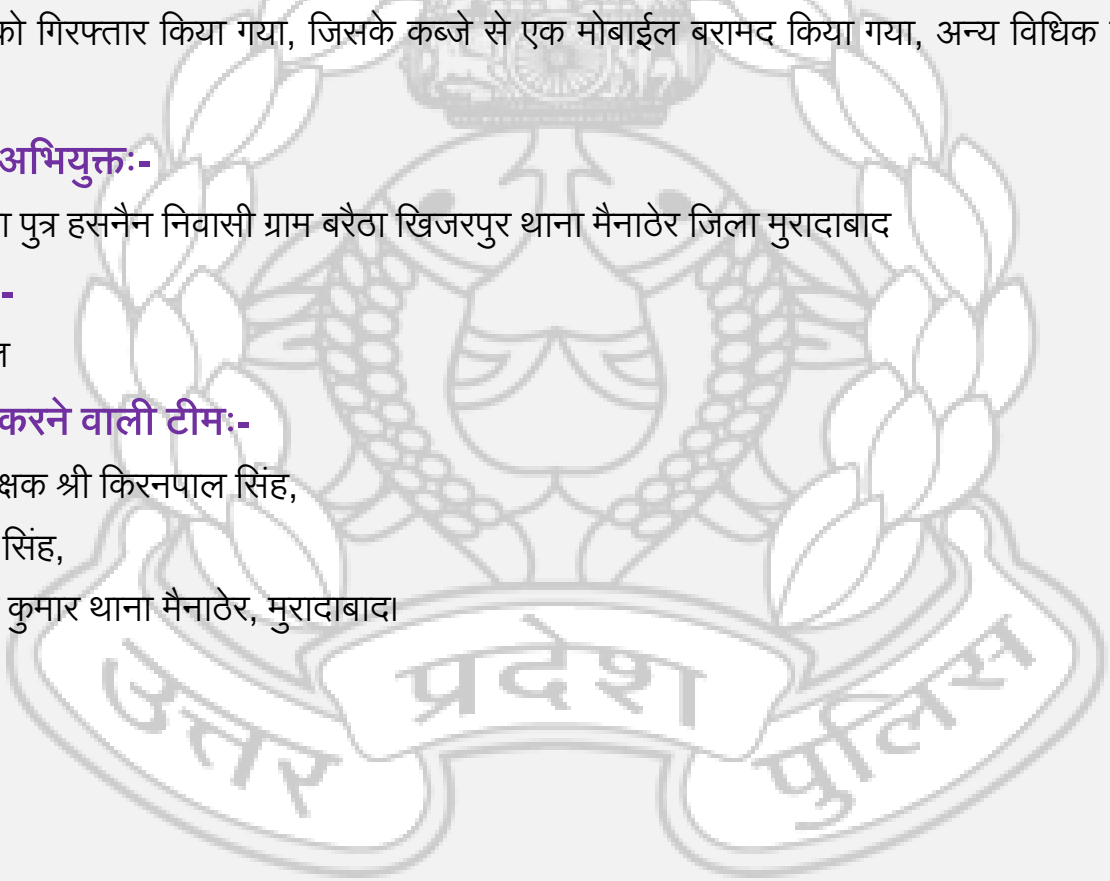 को गिरफ्तार किया गया, जिसके कब्जे से एक मोबाईल बरामद किया गया, अन्य विधिक
अभियुक्तः-
पुत्र हसनैन निवासी ग्राम बरैठा खिजरपुर थाना मैनाठेर जिला मुरादाबाद
:-
करने वाली टीमः-
क्षक श्री किरनपाल सिंह,
सिंह,
कुमार थाना मैनाठेर, मुरादाबाद।
उत्तर प्रदेश पुलिस